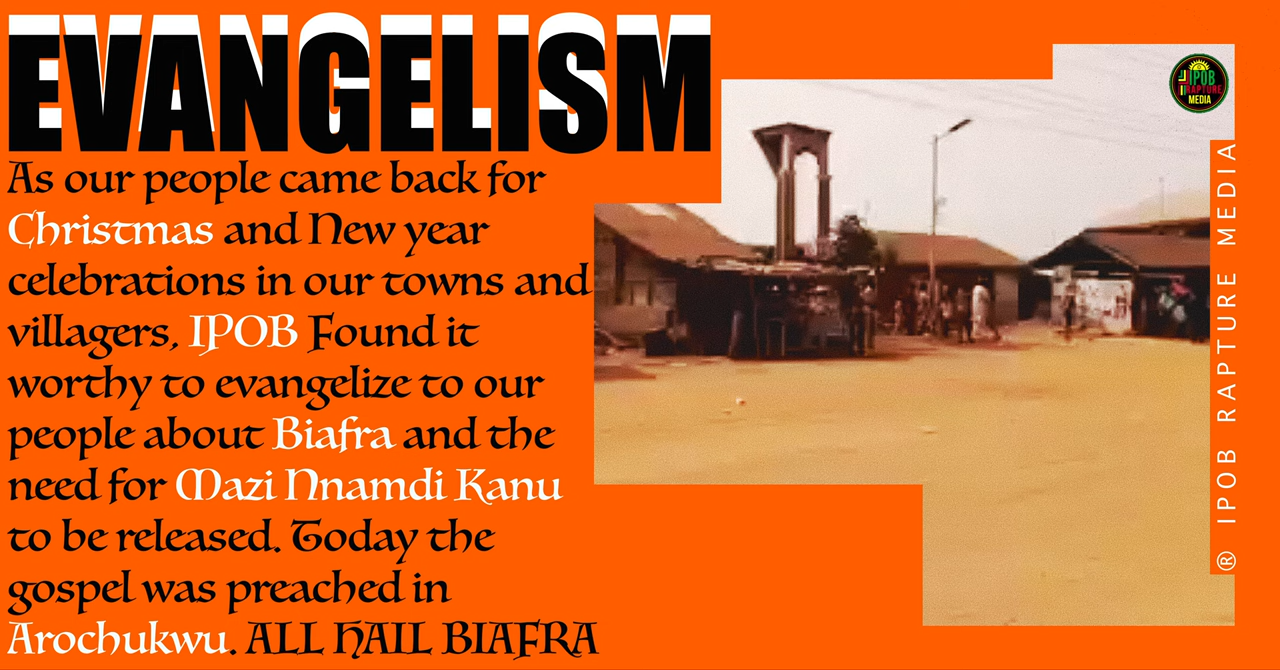 EVANGELISM
As our people came back for
Christmas and New year
celebrations in our towns and
villagers, IPOB Found it
worthy to evangelize to our
people about Biafra and the
need for Mazi Nnamdi Kanu
to be released. Today the
gospel was preached in
Arochukwu. ALL HAIL BIAFRA
IPOB
RAPTURE
MEDIA
® IPOB RAPTURE MEDIA